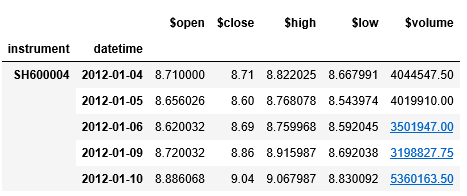 $open $close $high $low $volume
instrument datetime
SH600004 2012-01-04 8.710000 8.71 8.822025 8.667991 4044547.50
2012-01-05 8.656026 8.60 8.768078 8.543974 4019910.00
2012-01-06 8.620032 8.69 8.759968 8.592045 3501947.00
2012-01-09 8.720032 8.86 8.915987 8.692038 3198827.75
2012-01-10 8.886068 9.04 9.067987 8.830092 5360163.50